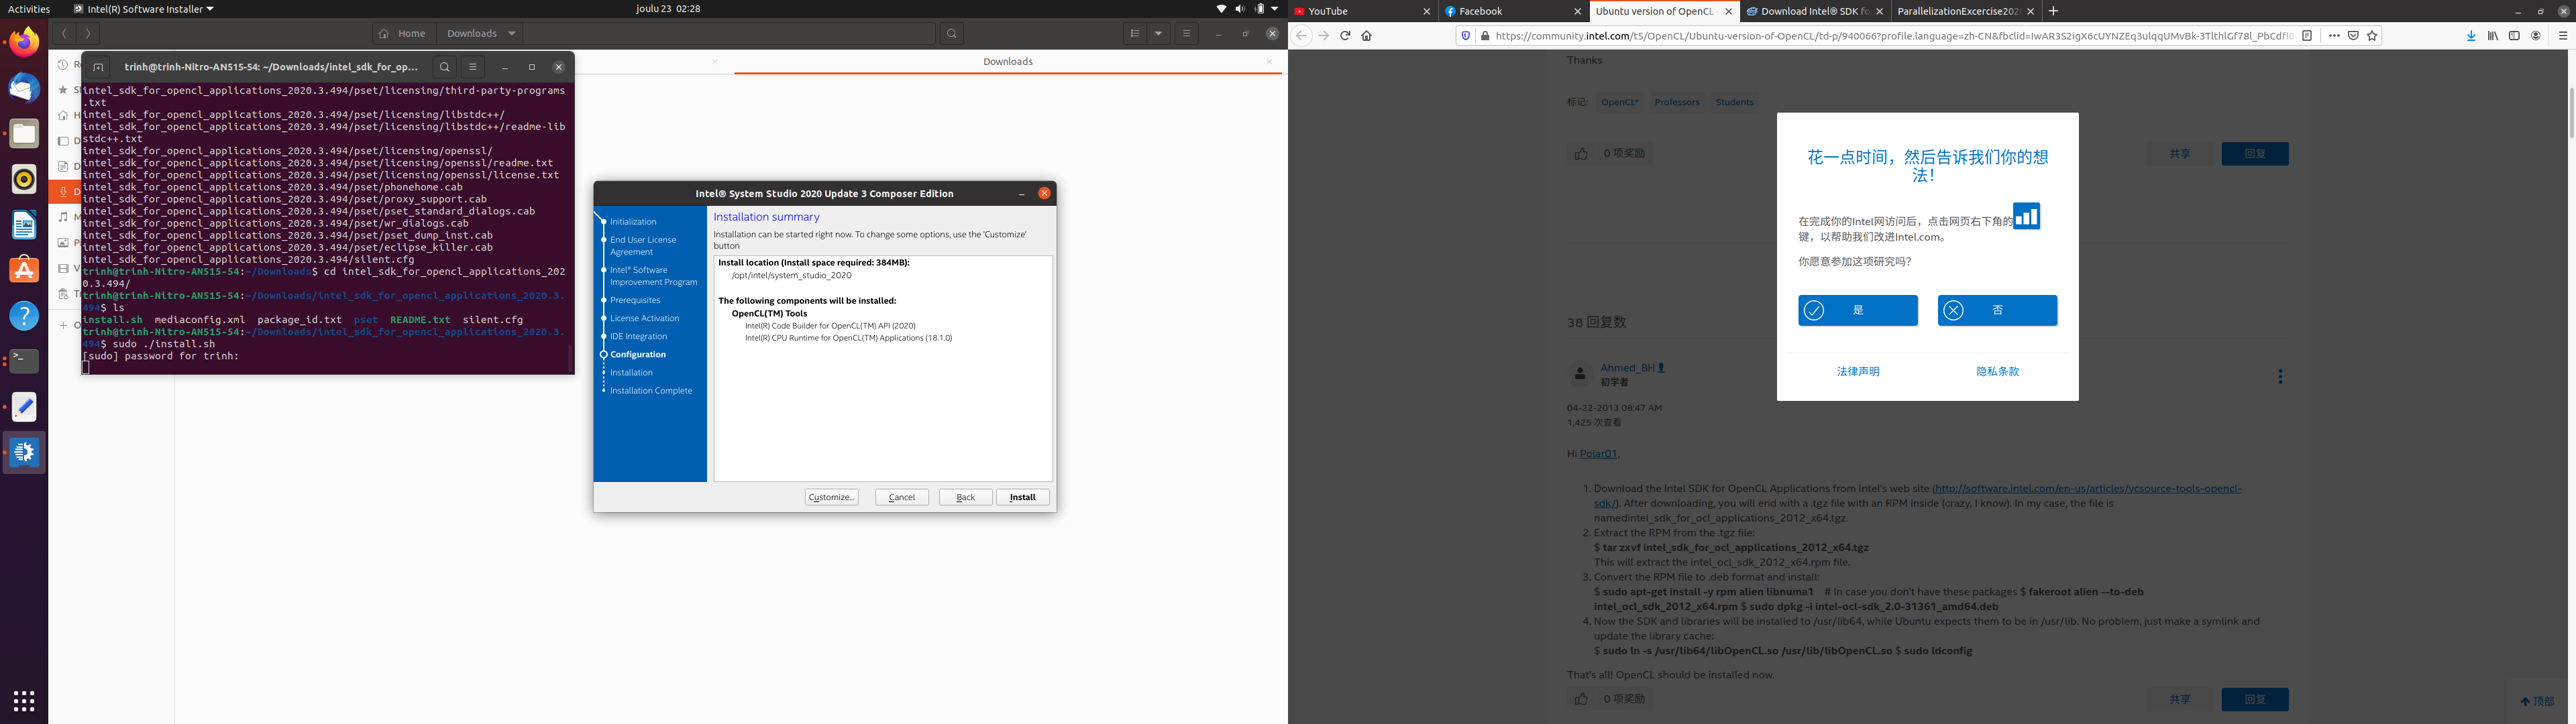 Activities
Intel(R) Software Installer
joulu 23 02:28
Home
Downloads
Downloads
trinh@trinh-Nitro-AN515-54: ~/Downloads/intel_sdk_for_op...
intel_sdk_for_opencl_applications_2020.3.494/pset/licensing/third-party-programs
.txt
intel_sdk_for_opencl_applications_2020.3.494/pset/licensing/libstdc++/
intel_sdk_for_opencl_applications_2020.3.494/pset/licensing/libstdc++/readme-lib
stdc++.txt
intel_sdk_for_opencl_applications_2020.3.494/pset/licensing/openssl/
intel_sdk_for_opencl_applications_2020.3.494/pset/licensing/openssl/readme.txt
intel_sdk_for_opencl_applications_2020.3.494/pset/licensing/openssl/license.txt
intel_sdk_for_opencl_applications_2020.3.494/pset/phonehome.cab
intel_sdk_for_opencl_applications_2020.3.494/pset/proxy_support.cab
intel_sdk_for_opencl_applications_2020.3.494/pset/pset_standard_dialogs.cab
intel_sdk_for_opencl_applications_2020.3.494/pset/wr_dialogs.cab
intel_sdk_for_opencl_applications_2020.3.494/pset/pset_dump_inst.cab
intel_sdk_for_opencl_applications_2020.3.494/pset/eclipse_killer.cab
intel_sdk_for_opencl_applications_2020.3.494/silent.cfg
trinh@trinh-Nitro-AN515-54:~/Downloads$ cd intel_sdk_for_opencl_applications_202
0.3.494/
trinh@trinh-Nitro-AN515-54:~/Downloads/intel_sdk_for_opencl_applications_2020.3.
494$ ls
install.sh mediaconfig.xml package_id.txt pset README.txt silent.cfg
trinh@trinh-Nitro-AN515-54:~/Downloads/intel_sdk_for_opencl_applications_2020.3.
494$ sudo ./install.sh
[sudo] password for trinh:
Intel® System Studio 2020 Update 3 Composer Edition
Initialization
End User License
Agreement
Intel® Software
Improvement Program
Prerequisites
License Activation
IDE Integration
Configuration
Installation
Installation Complete
Installation summary
Installation can be started right now. To change some options, use the 'Customize'
button
Install location (Install space required: 384MB):
/opt/intel/system_studio_2020
The following components will be installed:
OpenCL(TM) Tools
Intel(R) Code Builder for OpenCL(TM) API (2020)
Intel(R) CPU Runtime for OpenCL(TM) Applications (18.1.0)
Customize...
Cancel
Back
Install
YouTube
Facebook
Ubuntu version of OpenCL -
Download Intel® SDK fo
ParallelizationExcercise202
https://community.intel.com/t5/OpenCL/Ubuntu-version-of-OpenCL/td-p/940066?profile.language=zh-CN&fbclid=IwAR3S2igX6cUYNZEq3ulqqUMvBk-3TlthlGf78l_PbCdf
Thanks
标记:
OpenCL*
Professors
Students
0 项奖励
共享
回复
花一点时间，然后告诉我们你的想
法！
在完成你的Intel网访问后，点击网页右下角的
键，以帮助我们改进Intel.com。
你愿意参加这项研究吗？
是
否
法律声明
隐私条款
38 回复数
Ahmed_BH
初学者
04-22-2013 08:47 AM
1,425 次查看
Hi Polar01,
1. Download the Intel SDK for OpenCL Applications from Intel's web site (http://software.intel.com/en-us/articles/vcsource-tools-opencl-
sdk/). After downloading, you will end with a .tgz file with an RPM inside (crazy, I know). In my case, the file is
namedintel_sdk_for_ocl_applications_2012_x64.tgz.
2. Extract the RPM from the .tgz file:
$ tar zxvf intel_sdk_for_ocl_applications_2012_x64.tgz
This will extract the intel_ocl_sdk_2012_x64.rpm file.
3. Convert the RPM file to .deb format and install:
$ sudo apt-get install -y rpm alien libnuma1 # In case you don't have these packages $ fakeroot alien --to-deb
intel_ocl_sdk_2012_x64.rpm $ sudo dpkg -i intel-ocl-sdk_2.0-31361_amd64.deb
4. Now the SDK and libraries will be installed to /usr/lib64, while Ubuntu expects them to be in /usr/lib. No problem, just make a symlink and
update the library cache:
$ sudo ln -s /usr/lib64/libOpenCL.so /usr/lib/libOpenCL.so $ sudo ldconfig
That's all! OpenCL should be installed now.
0 项奖励
共享
回复
顶部